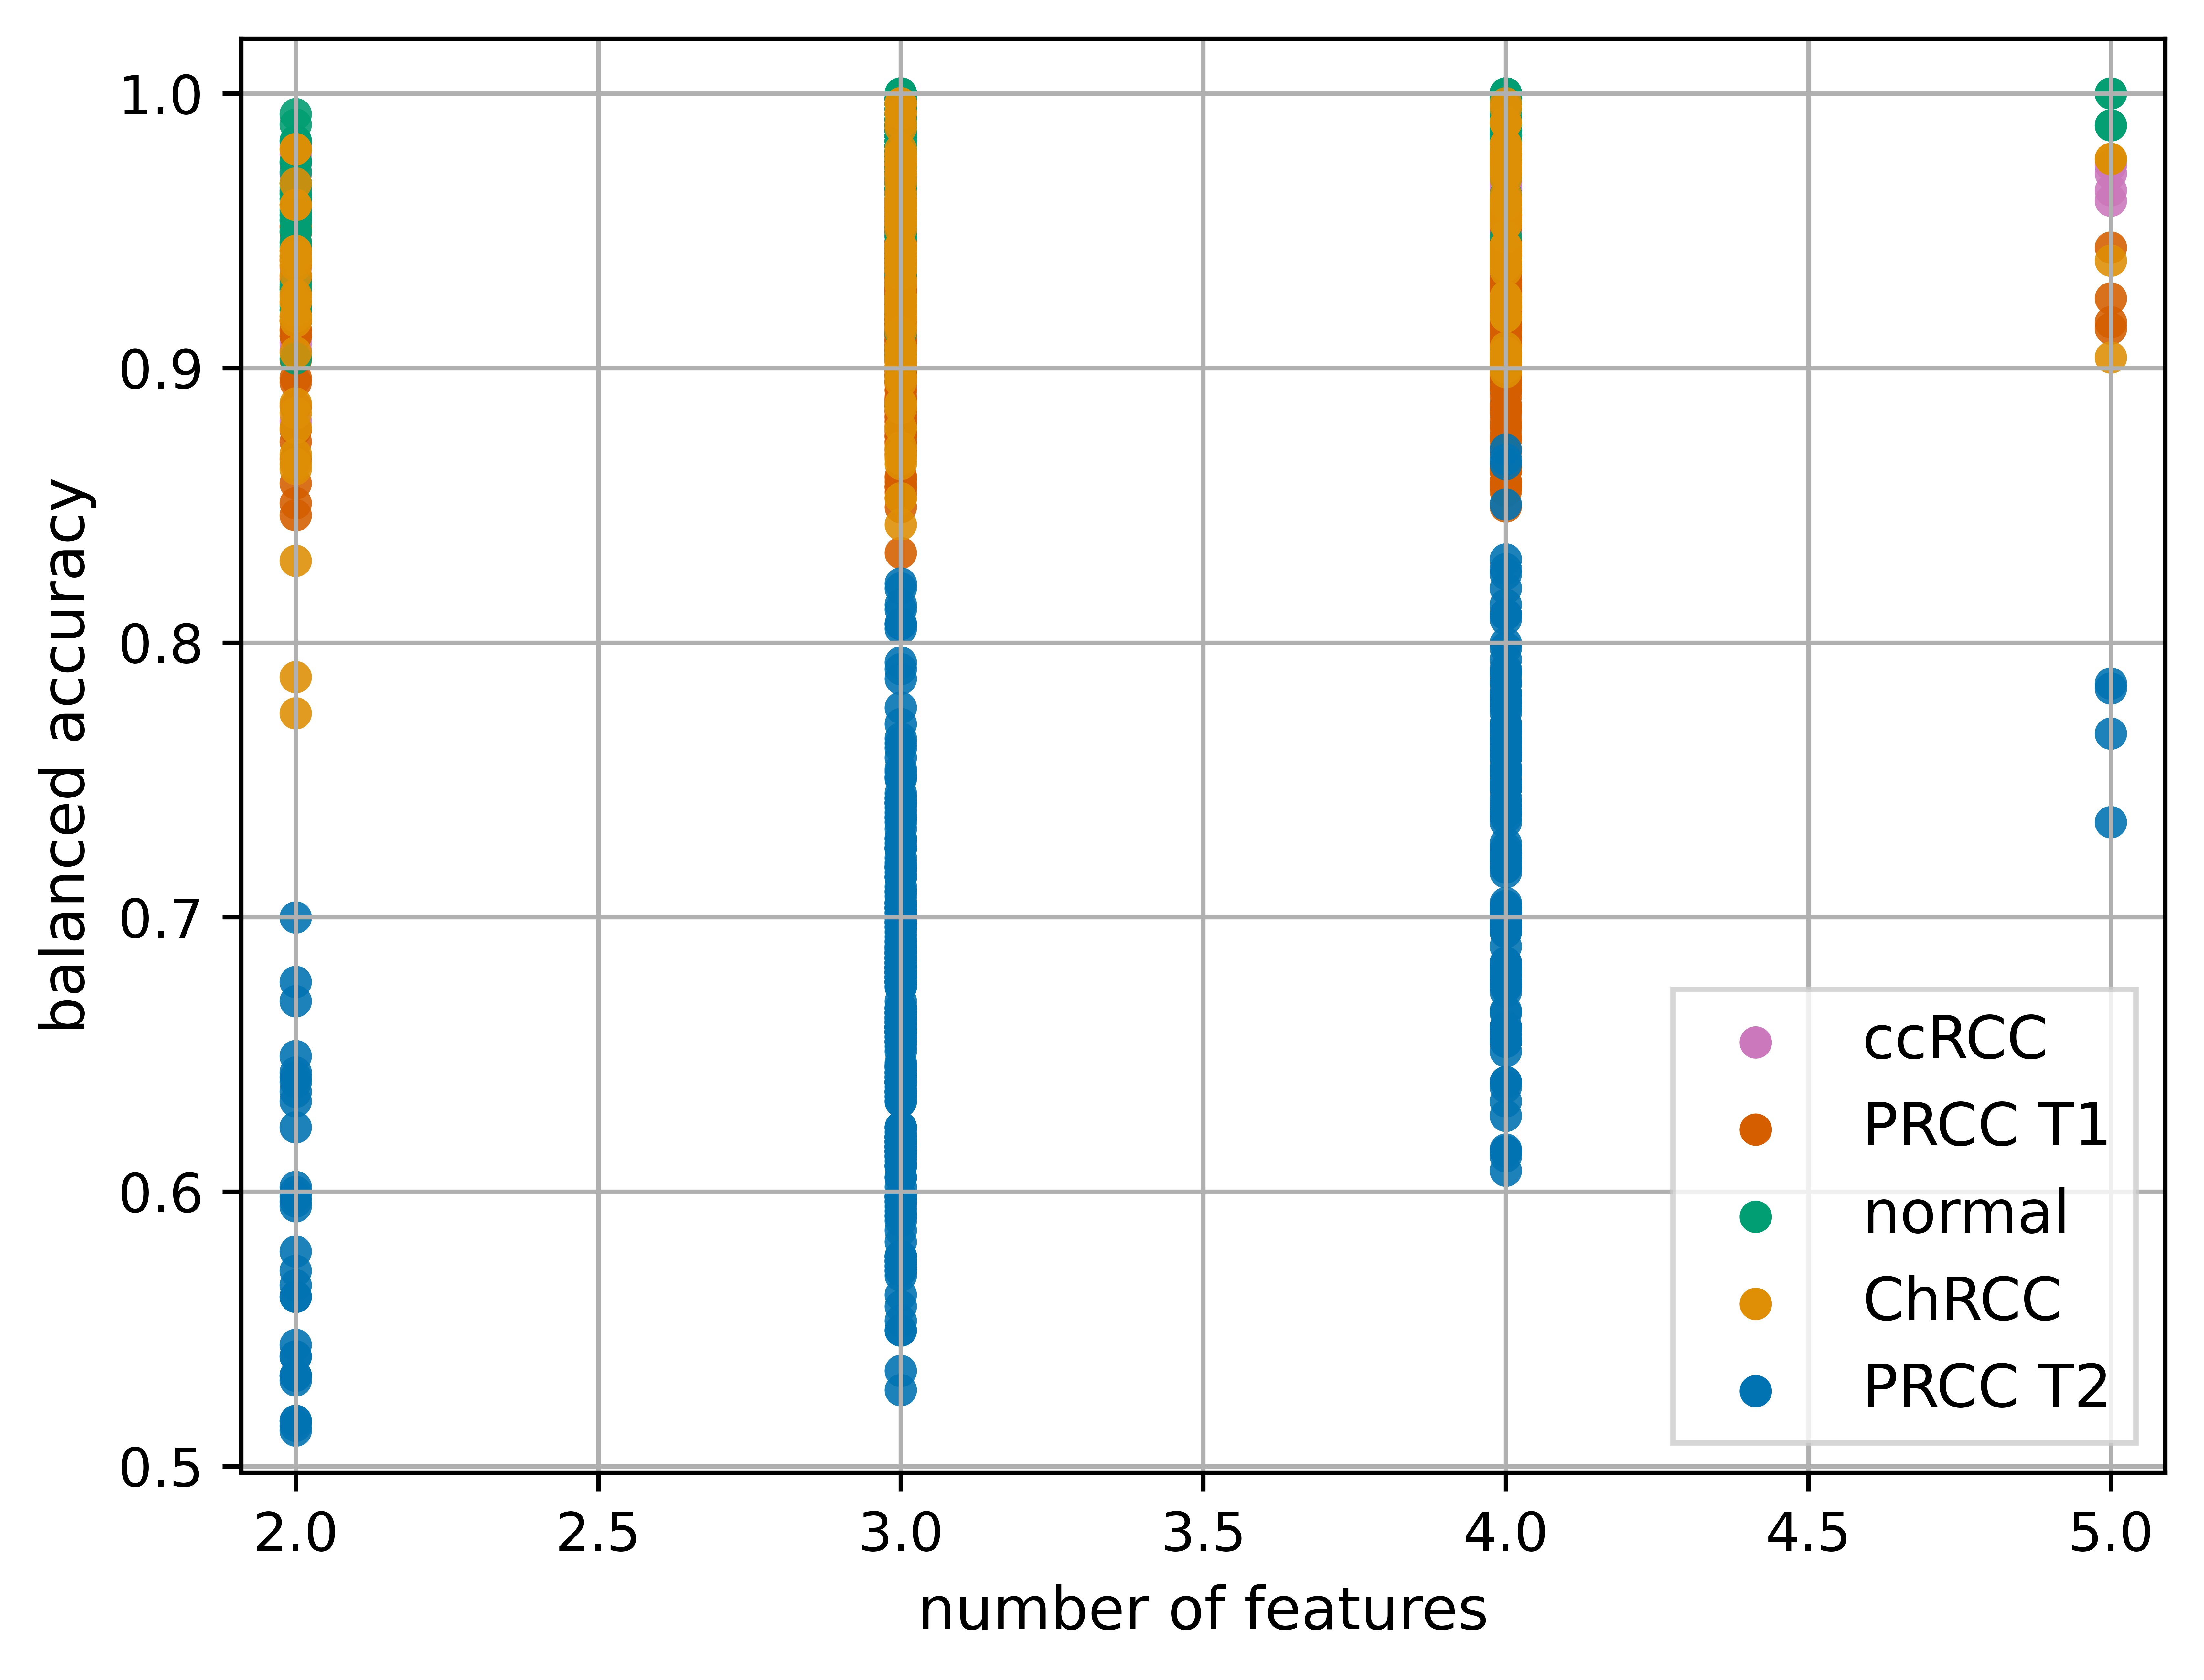 1.0
0.9
0.8
0.7
0.6
0.5
balanced accuracy
ccRCC
PRCC T1
normal
ChRCC
PRCC T2
2.0 2.5 3.0 3.5 4.0 4.5 5.0
number of features